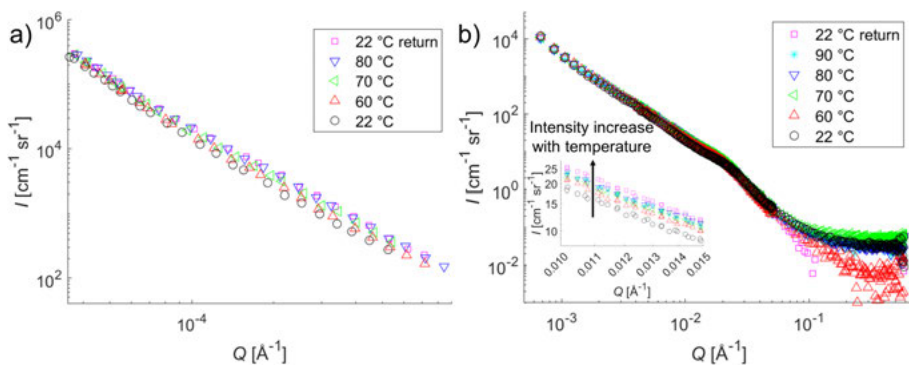 a)
10^6
10^4
10^2
I [cm^-1 sr^-1]
10^-4
Q [Å^-1]
22 °C return
80 °C
70 °C
60 °C
22 °C
b)
10^4
10^2
10^0
10^-2
I [cm^-1 sr^-1]
10^-3
10^-2
10^-1
Q [Å^-1]
22 °C return
90 °C
80 °C
70 °C
60 °C
22 °C
Intensity increase
with temperature
25
20
15
10
I [cm^-1 sr^-1]
0.010
0.011
0.012
0.013
0.014
0.015
Q [Å^-1]